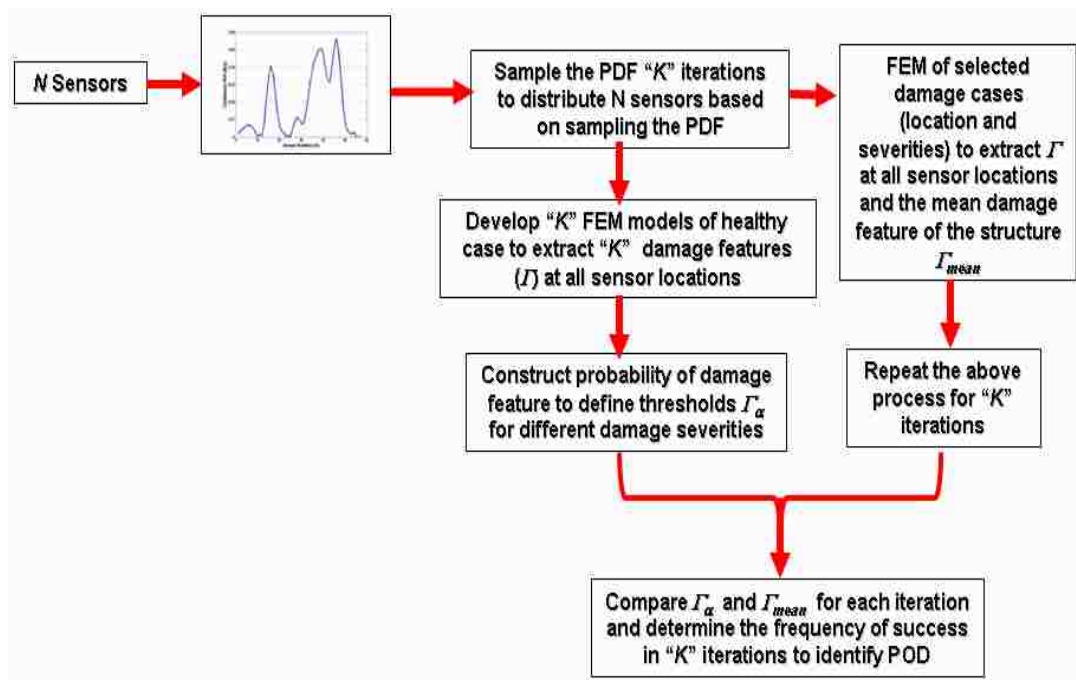 N Sensors
Sample the PDF “K” iterations
to distribute N sensors based
on sampling the PDF
FEM of selected
damage cases
(location and
severities) to extract Γ
at all sensor locations
and the mean damage
feature of the structure
Γmean
Develop “K” FEM models of healthy
case to extract “K” damage features
(Γ) at all sensor locations
Construct probability of damage
feature to define thresholds Γα
for different damage severities
Repeat the above
process for “K”
iterations
Compare Γα and Γmean for each iteration
and determine the frequency of success
in “K” iterations to identify POD